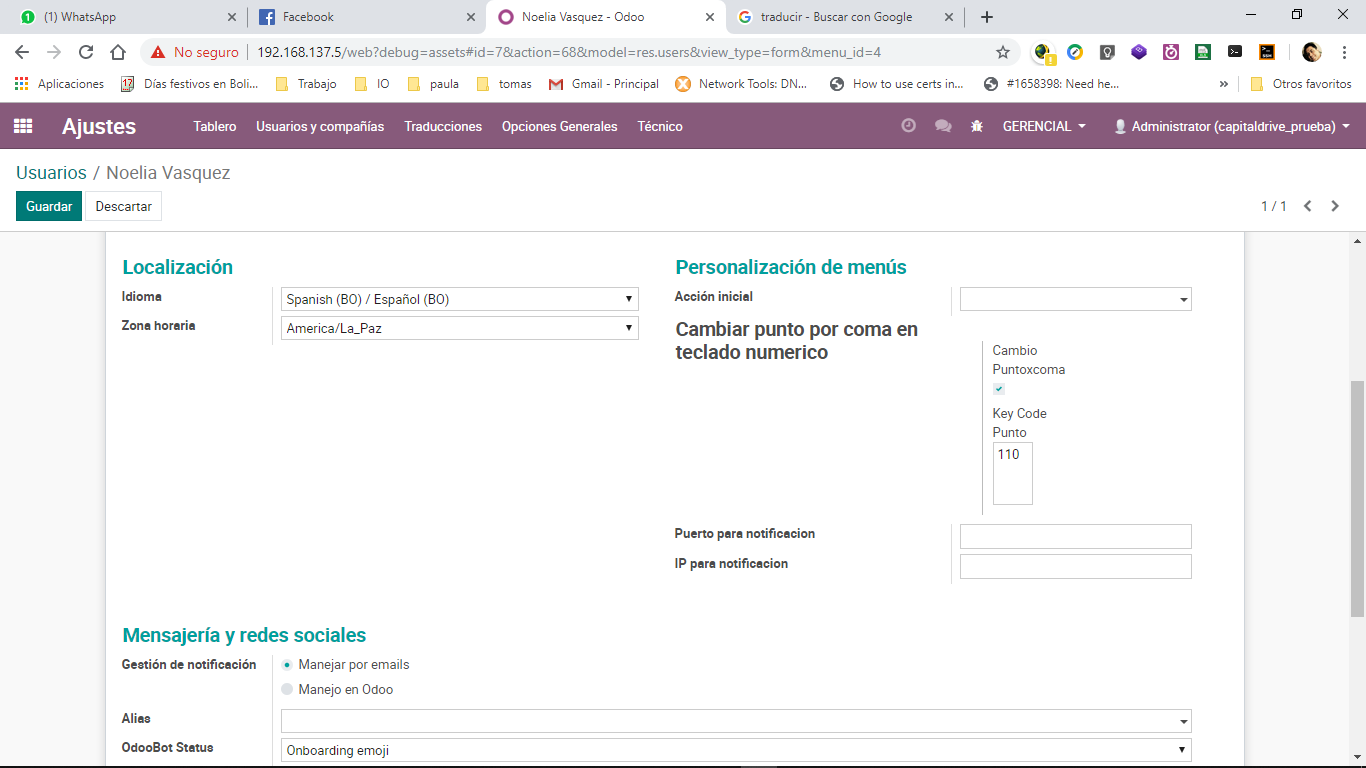 (1) WhatsApp
Facebook
Noelia Vasquez - Odoo
traducir - Buscar con Google
No seguro
192.168.137.5/web?debug=assets#id=7&action=68&model=res.users&view_type=form&menu_id=4
Aplicaciones
Días festivos en Boli...
Trabajo
IO
paula
tomas
Gmail - Principal
Network Tools: DN...
How to use certs in...
#1658398: Need he...
»
Otros favoritos
Ajustes
Tablero
Usuarios y compañías
Traducciones
Opciones Generales
Técnico
GERENCIAL
Administrator (capitaldrive_prueba)
Usuarios / Noelia Vasquez
Guardar
Descartar
1 / 1
Localización
Idioma
Spanish (BO) / Español (BO)
Zona horaria
America/La_Paz
Personalización de menús
Acción inicial
Cambiar punto por coma en
teclado numerico
Cambio
Puntoxcoma
Key Code
Punto
110
Puerto para notificacion
IP para notificacion
Mensajería y redes sociales
Gestión de notificación
Manejar por emails
Manejo en Odoo
Alias
OdooBot Status
Onboarding emoji